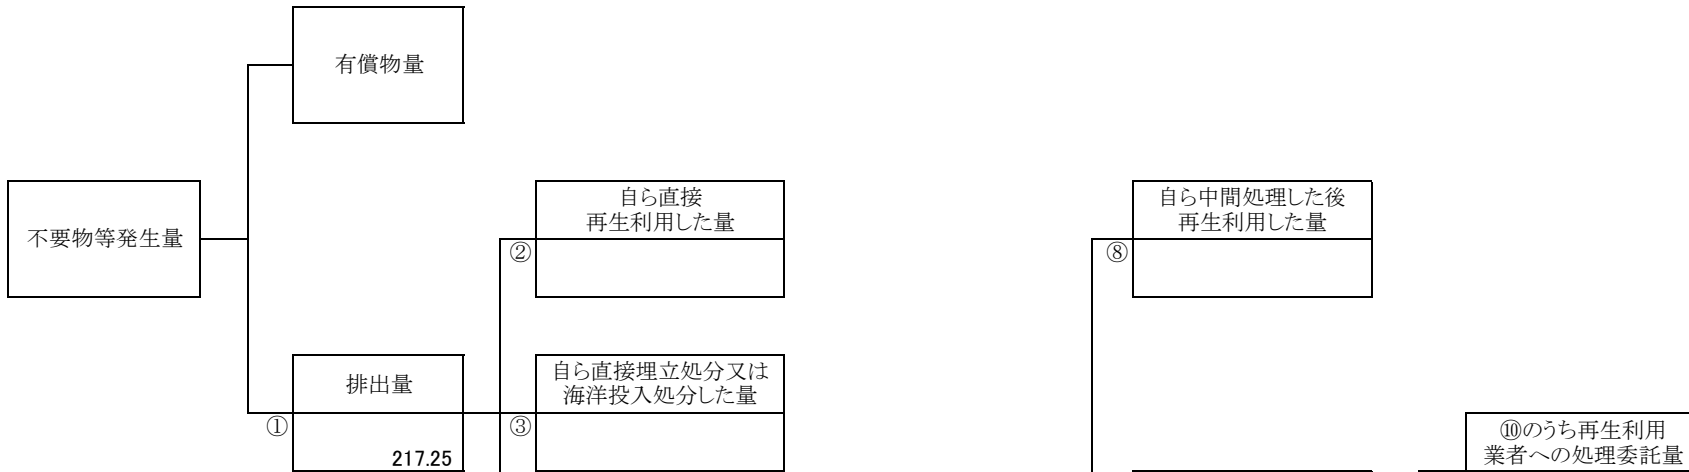 有償物量
不要物等発生量
自ら直接
再生利用した量
②
自ら中間処理した後
再生利用した量
⑧
排出量
①
217.25
自ら直接埋立処分又は
海洋投入処分した量
③
⑩のうち再生利用
業者への処理委託量